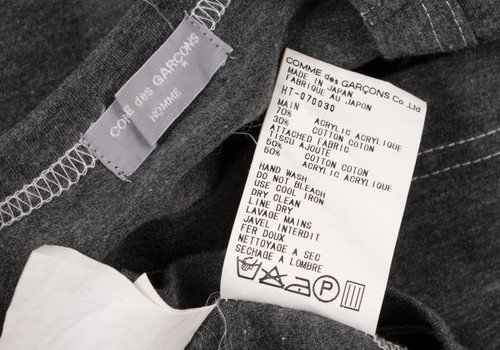 COMME des GARÇONS
HOMME
COMME des GARÇONS Co.,Ltd
MADE IN JAPAN
FABRIQUE AU JAPON
HT-070030
MAIN
70% ACRYLIC ACRYLIQUE
30% COTTON COTON
ATTACHED FABRIC
TISSU AJOUTE
50% COTTON COTON
50% ACRYLIC ACRYLIQUE
HAND WASH
DO NOT BLEACH
USE COOL IRON
DRY CLEAN
LINE DRY
LAVAGE MAINS
JAVEL INTERDIT
FER DOUX
NETTOYAGE A SEC
SECHAGE A LOMBRE
P